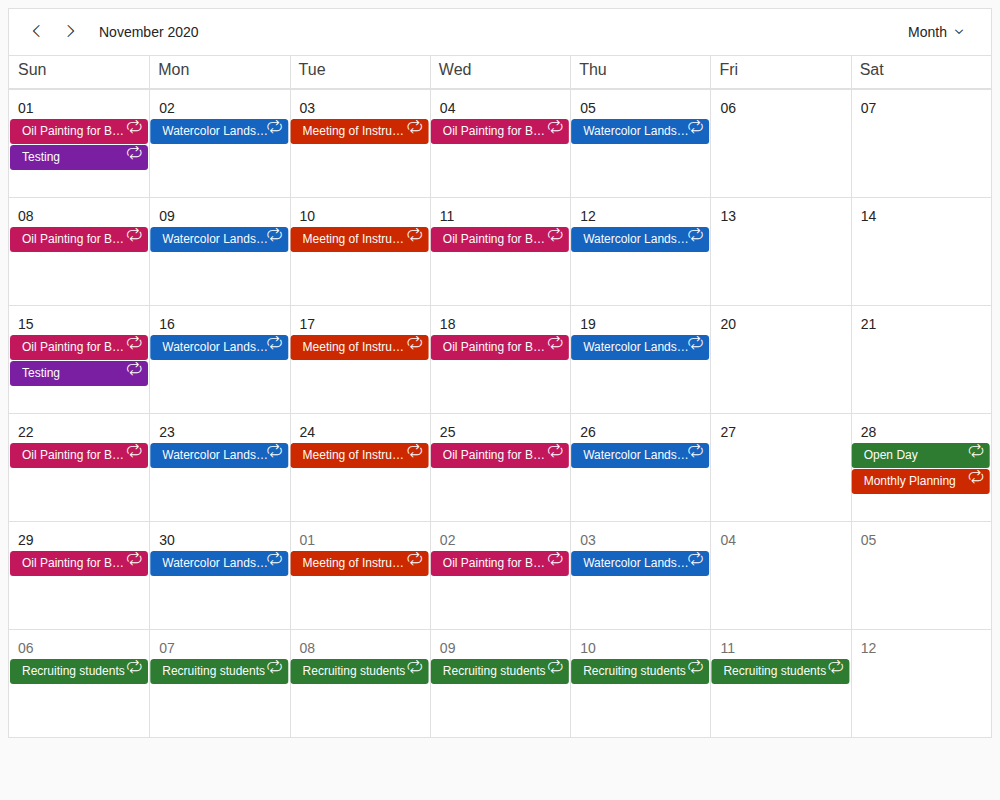 November 2020
Month
Sun Mon Tue Wed Thu Fri Sat
01 02 03 04 05 06 07
Oil Painting for B… Watercolor Lands… Meeting of Instru… Oil Painting for B… Watercolor Lands…
Testing
08 09 10 11 12 13 14
Oil Painting for B… Watercolor Lands… Meeting of Instru… Oil Painting for B… Watercolor Lands…
15 16 17 18 19 20 21
Oil Painting for B… Watercolor Lands… Meeting of Instru… Oil Painting for B… Watercolor Lands…
Testing
22 23 24 25 26 27 28
Oil Painting for B… Watercolor Lands… Meeting of Instru… Oil Painting for B… Watercolor Lands… Open Day
Monthly Planning
29 30 01 02 03 04 05
Oil Painting for B… Watercolor Lands… Meeting of Instru… Oil Painting for B… Watercolor Lands…
06 07 08 09 10 11 12
Recruiting students Recruiting students Recruiting students Recruiting students Recruiting students Recruiting students